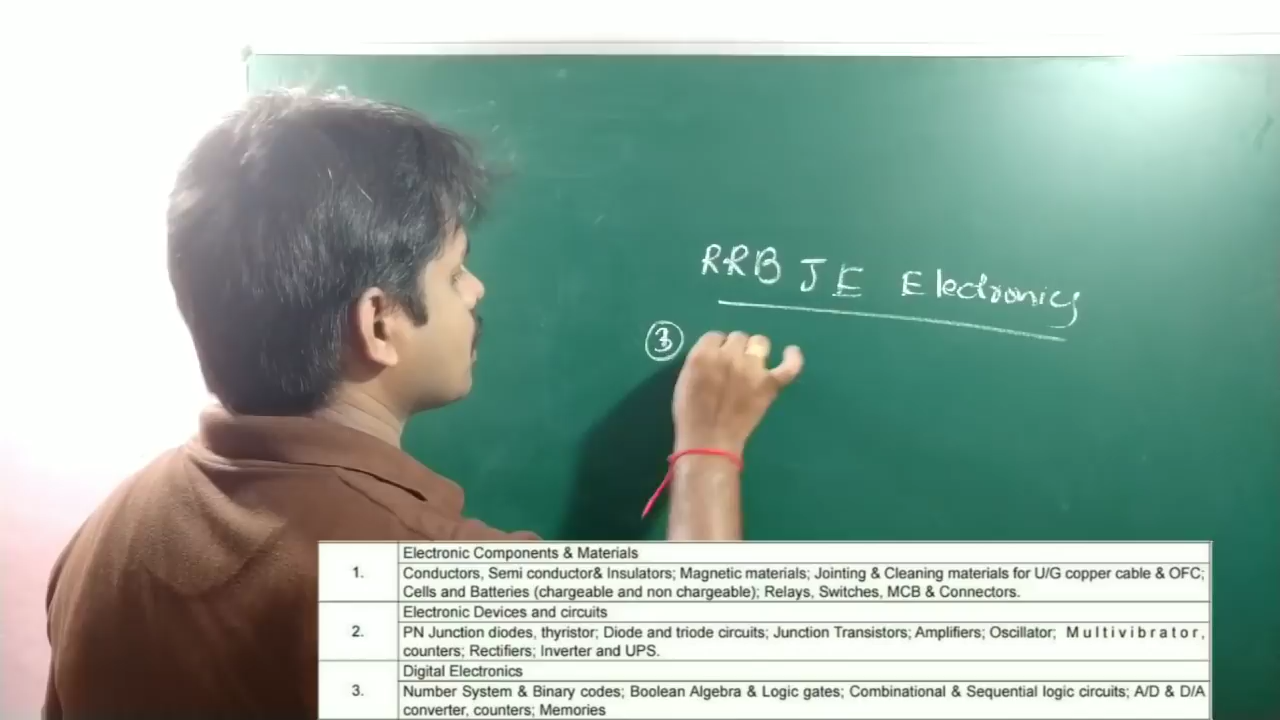 RRB JE Electronics
3
1.
Electronic Components & Materials
Conductors, Semi conductor& Insulators; Magnetic materials; Jointing & Cleaning materials for U/G copper cable & OFC;
Cells and Batteries (chargeable and non chargeable); Relays, Switches, MCB & Connectors.
2.
Electronic Devices and circuits
PN Junction diodes, thyristor; Diode and triode circuits; Junction Transistors; Amplifiers; Oscillator; Multivibrator,
counters; Rectifiers; Inverter and UPS.
3.
Digital Electronics
Number System & Binary codes; Boolean Algebra & Logic gates; Combinational & Sequential logic circuits; A/D & D/A
converter, counters; Memories